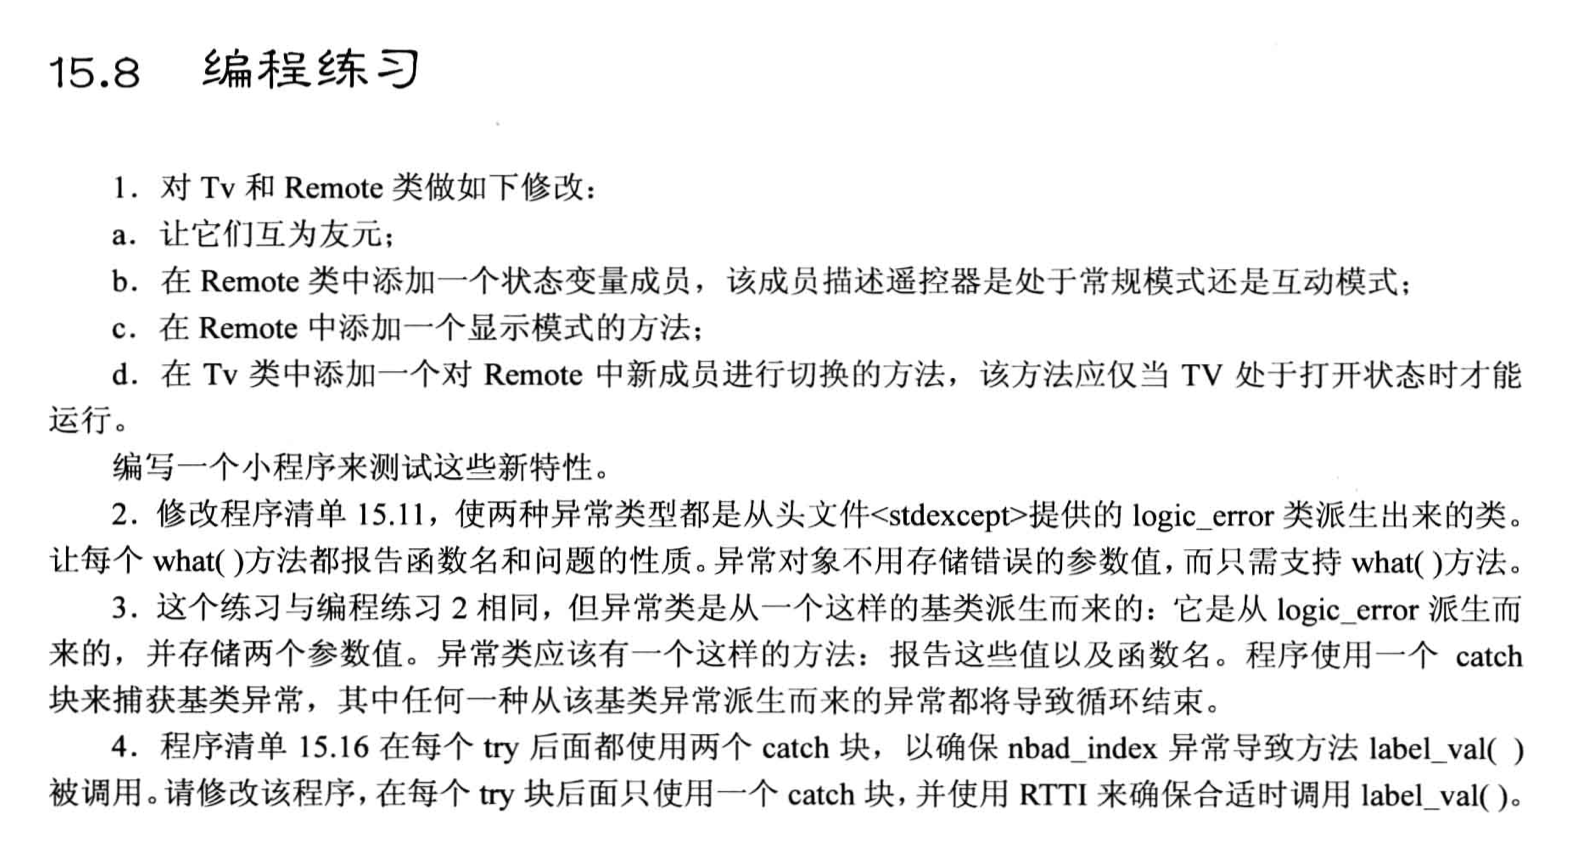 15.8 编程练习
1．对 Tv 和 Remote 类做如下修改：
a．让它们互为友元；
b．在 Remote 类中添加一个状态变量成员，该成员描述遥控器是处于常规模式还是互动模式；
c．在 Remote 中添加一个显示模式的方法；
d．在 Tv 类中添加一个对 Remote 中新成员进行切换的方法，该方法应仅当 TV 处于打开状态时才能
运行。
编写一个小程序来测试这些新特性。
2．修改程序清单 15.11，使两种异常类型都是从头文件<stdexcept>提供的 logic_error 类派生出来的类。
让每个 what( )方法都报告函数名和问题的性质。异常对象不用存储错误的参数值，而只需支持 what( )方法。
3．这个练习与编程练习 2 相同，但异常类是从一个这样的基类派生而来的：它是从 logic_error 派生而
来的，并存储两个参数值。异常类应该有一个这样的方法：报告这些值以及函数名。程序使用一个 catch
块来捕获基类异常，其中任何一种从该基类异常派生而来的异常都将导致循环结束。
4．程序清单 15.16 在每个 try 后面都使用两个 catch 块，以确保 nbad_index 异常导致方法 label_val( )
被调用。请修改该程序，在每个 try 块后面只使用一个 catch 块，并使用 RTTI 来确保合适时调用 label_val( )。